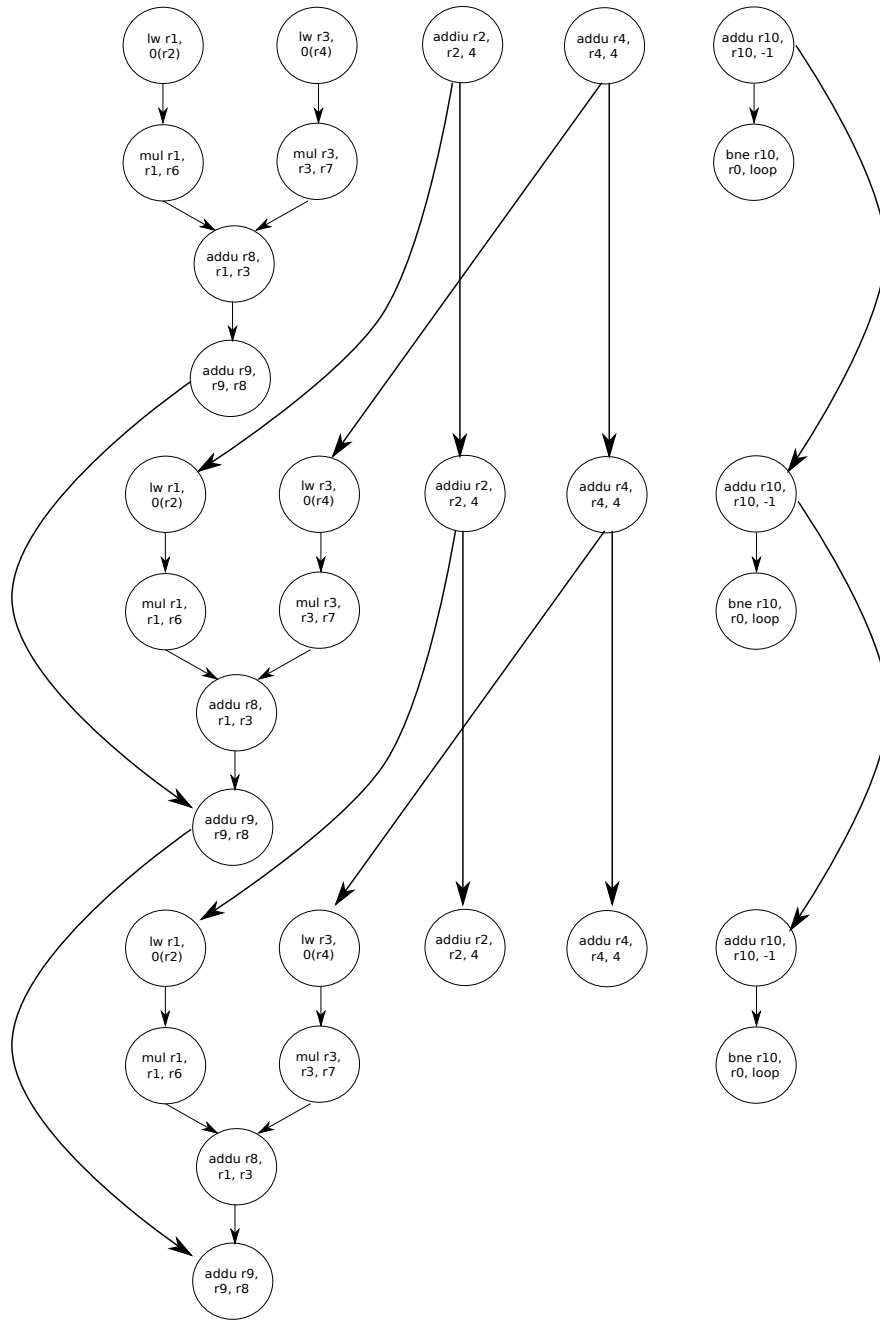 lw r1,
0(r2)
lw r3,
0(r4)
addiu r2,
r2, 4
addu r4,
r4, 4
addu r10,
r10, -1
mul r1,
r1, r6
mul r3,
r3, r7
bne r10,
r0, loop
addu r8,
r1, r3
addu r9,
r9, r8
lw r1,
0(r2)
lw r3,
0(r4)
addiu r2,
r2, 4
addu r4,
r4, 4
addu r10,
r10, -1
mul r1,
r1, r6
mul r3,
r3, r7
bne r10,
r0, loop
addu r8,
r1, r3
addu r9,
r9, r8
lw r1,
0(r2)
lw r3,
0(r4)
addiu r2,
r2, 4
addu r4,
r4, 4
addu r10,
r10, -1
mul r1,
r1, r6
mul r3,
r3, r7
bne r10,
r0, loop
addu r8,
r1, r3
addu r9,
r9, r8